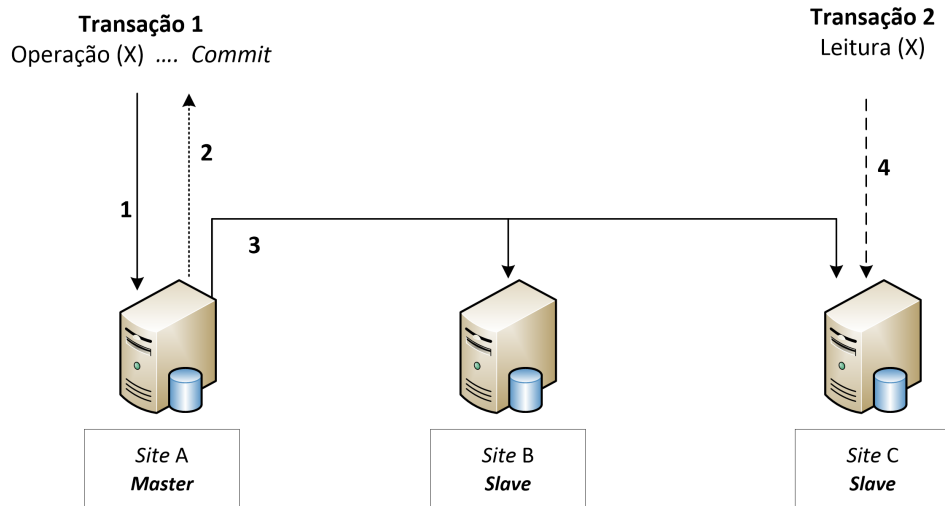 Transação 1
Operação (X) .... Commit
Transação 2
Leitura (X)
1
2
3
4
Site A
Master
Site B
Slave
Site C
Slave